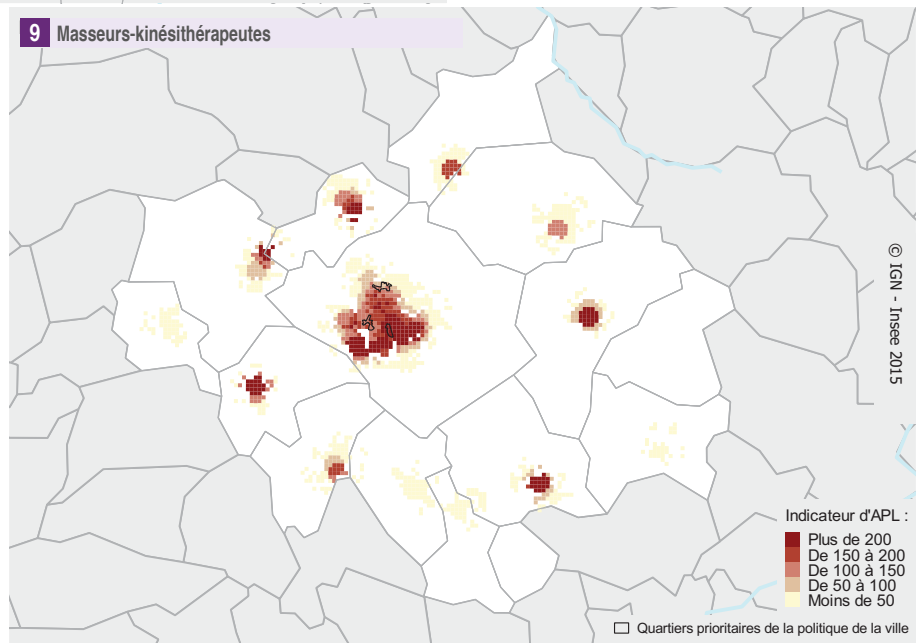 9 Masseurs-kinésithérapeutes
© IGN - Insee 2015
Indicateur d'APL :
Plus de 200
De 150 à 200
De 100 à 150
De 50 à 100
Moins de 50
Quartiers prioritaires de la politique de la ville